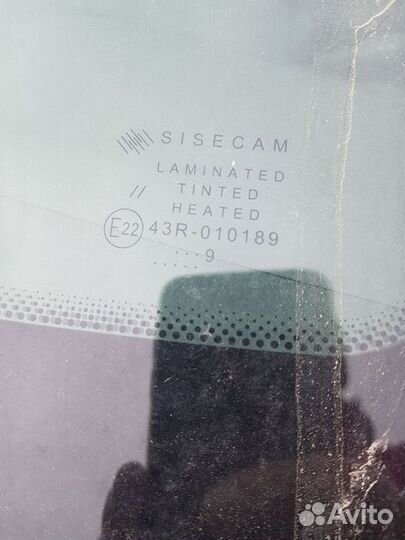 SISECAM
LAMINATED
TINTED
//
HEATED
E22 43R-010189
... 9
.....
Avito